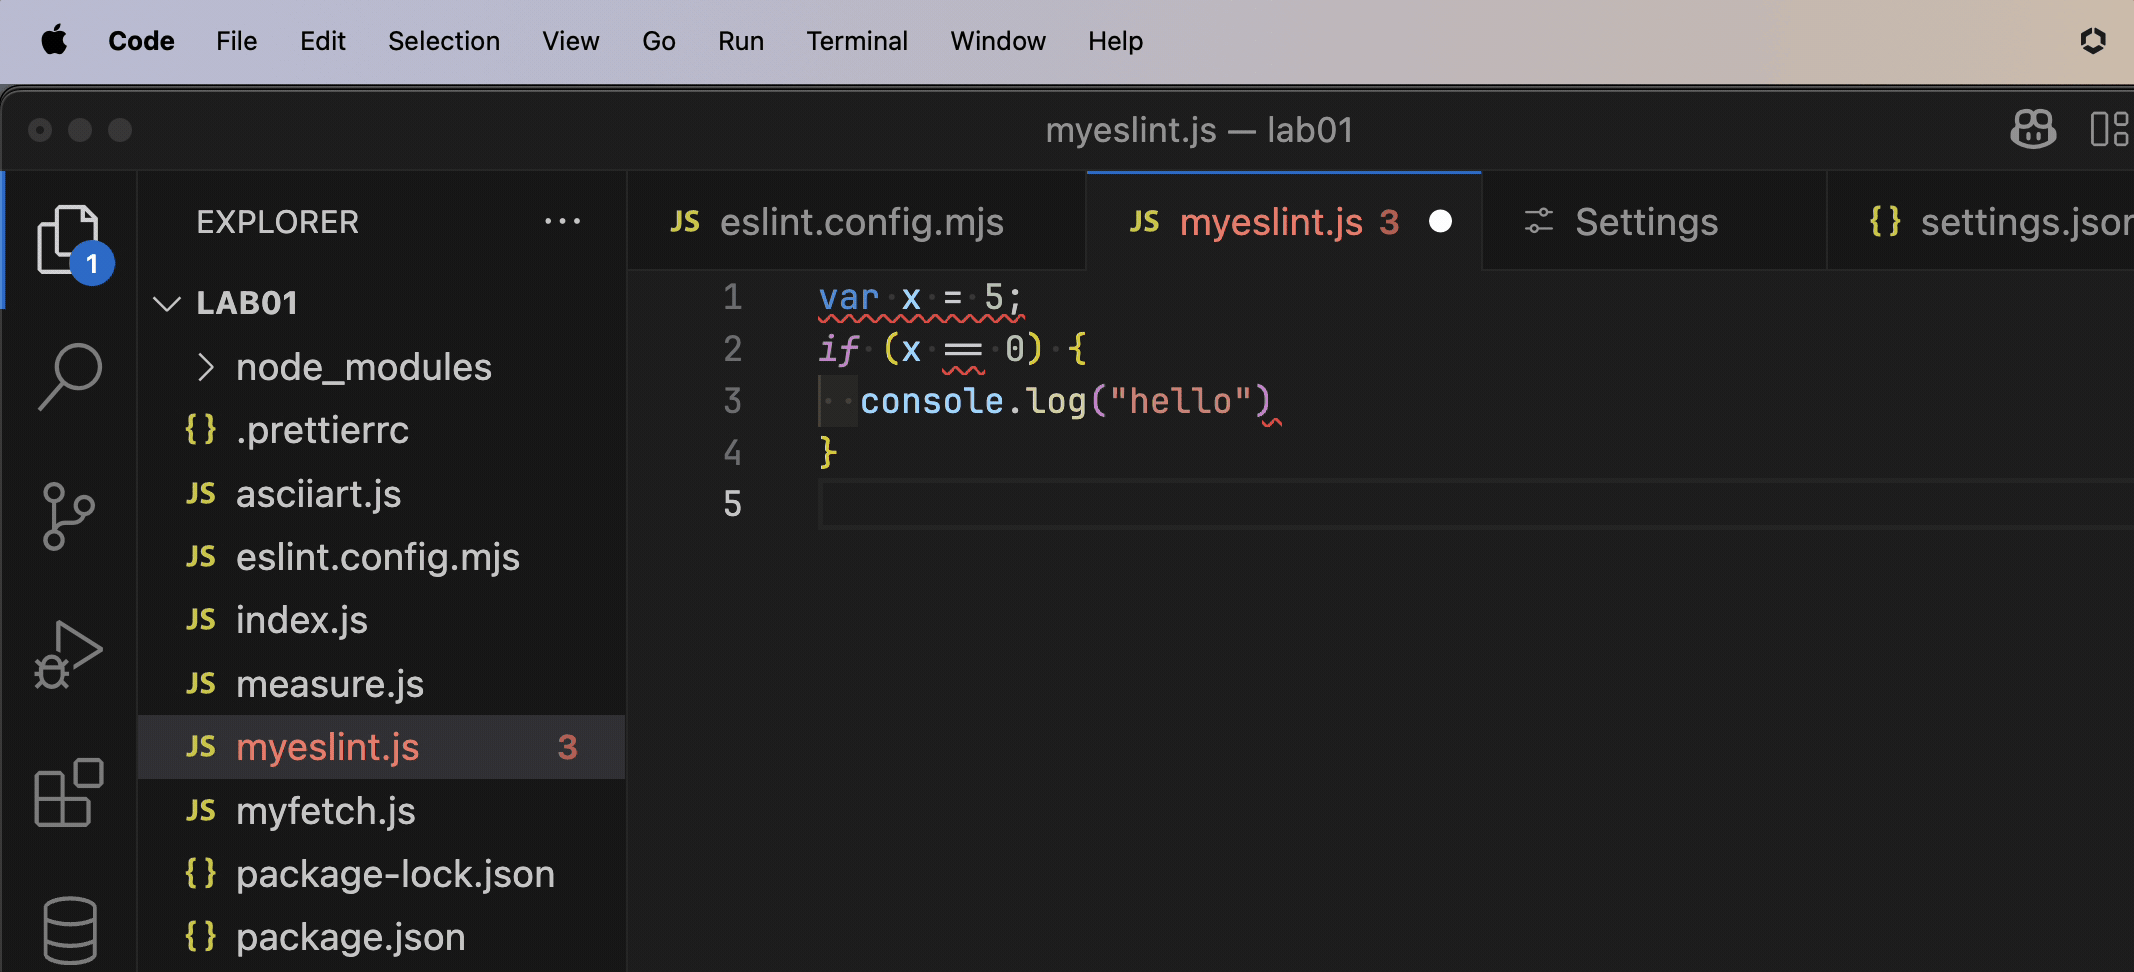 Code File Edit Selection View Go Run Terminal Window Help
myeslint.js — lab01
EXPLORER ...
1
LAB01
node_modules
{} .prettierrc
JS asciiart.js
JS eslint.config.mjs
JS index.js
JS measure.js
JS myeslint.js 3
JS myfetch.js
{} package-lock.json
{} package.json
JS eslint.config.mjs
JS myeslint.js 3
Settings
{} settings.json
1 var x = 5;
2 if (x == 0) {
3 console.log("hello")
4 }
5